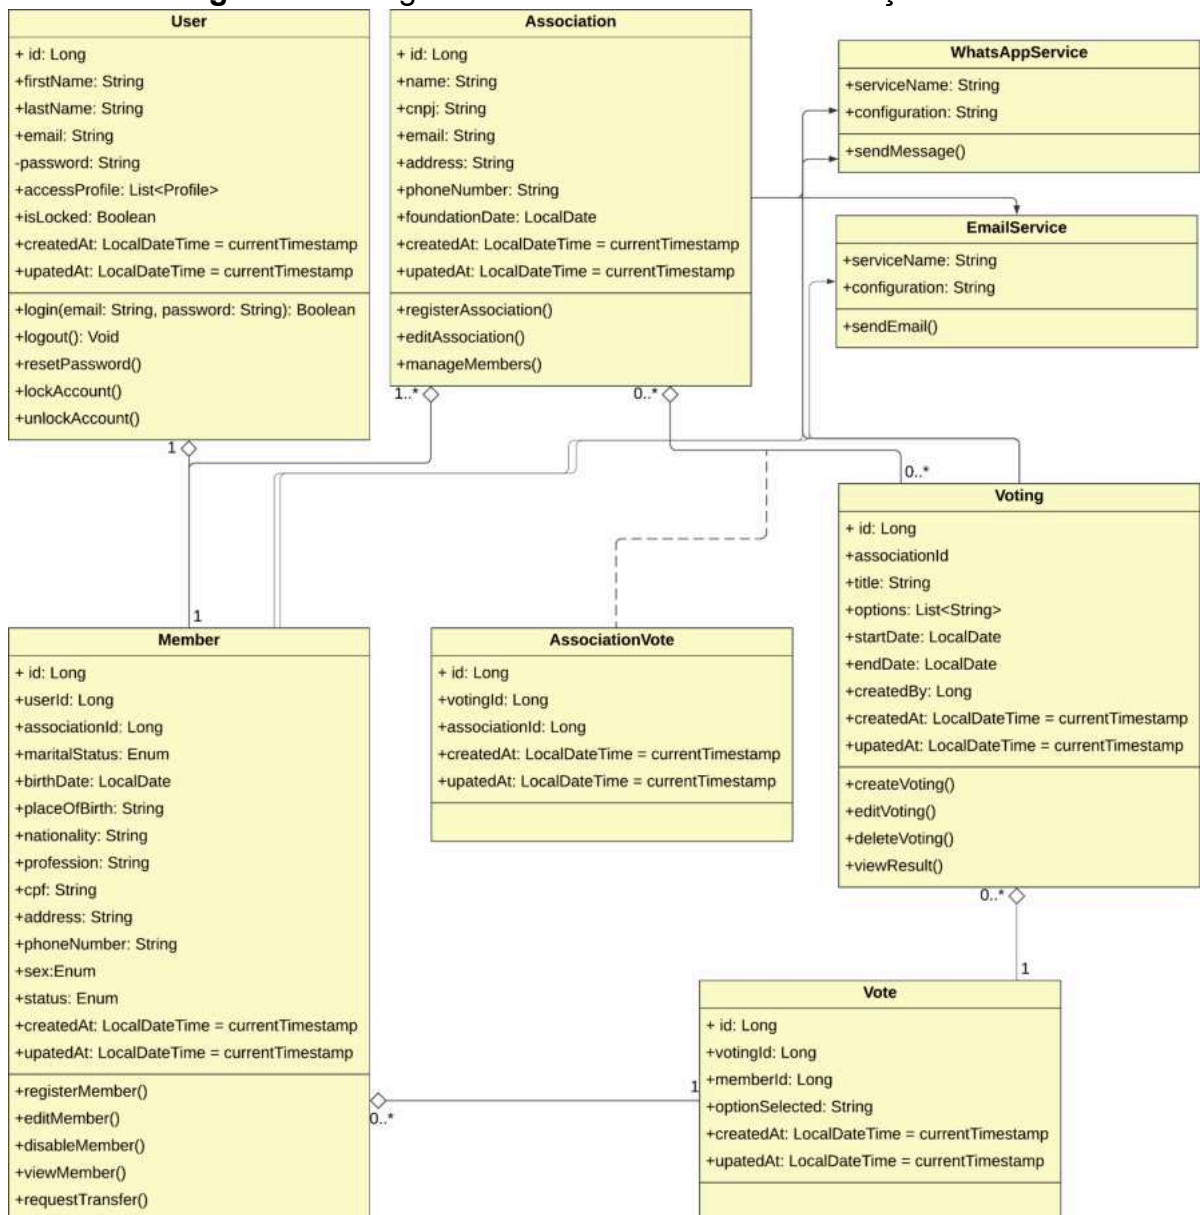 User
+ id: Long
+firstName: String
+lastName: String
+email: String
-password: String
+accessProfile: List<Profile>
+isLocked: Boolean
+createdAt: LocalDateTime = currentTimestamp
+upatedAt: LocalDateTime = currentTimestamp
+login(email: String, password: String): Boolean
+logout(): Void
+resetPassword()
+lockAccount()
+unlockAccount()
1
Association
+ id: Long
+name: String
+cnpj: String
+email: String
+address: String
+phoneNumber: String
+foundationDate: LocalDate
+createdAt: LocalDateTime = currentTimestamp
+upatedAt: LocalDateTime = currentTimestamp
+registerAssociation()
+editAssociation()
+manageMembers()
1..*
0..*
WhatsAppService
+serviceName: String
+configuration: String
+sendMessage()
EmailService
+serviceName: String
+configuration: String
+sendEmail()
0..*
Voting
+ id: Long
+associationId
+title: String
+options: List<String>
+startDate: LocalDate
+endDate: LocalDate
+createdBy: Long
+createdAt: LocalDateTime = currentTimestamp
+upatedAt: LocalDateTime = currentTimestamp
+createVoting()
+editVoting()
+deleteVoting()
+viewResult()
0..*
1
Member
+ id: Long
+userId: Long
+associationId: Long
+maritalStatus: Enum
+birthDate: LocalDate
+placeOfBirth: String
+nationality: String
+profession: String
+cpf: String
+address: String
+phoneNumber: String
+sex:Enum
+status: Enum
+createdAt: LocalDateTime = currentTimestamp
+upatedAt: LocalDateTime = currentTimestamp
+registerMember()
+editMember()
+disableMember()
+viewMember()
+requestTransfer()
0..*
AssociationVote
+ id: Long
+votingId: Long
+associationId: Long
+createdAt: LocalDateTime = currentTimestamp
+upatedAt: LocalDateTime = currentTimestamp
1
1
Vote
+ id: Long
+votingId: Long
+memberId: Long
+optionSelected: String
+createdAt: LocalDateTime = currentTimestamp
+upatedAt: LocalDateTime = currentTimestamp